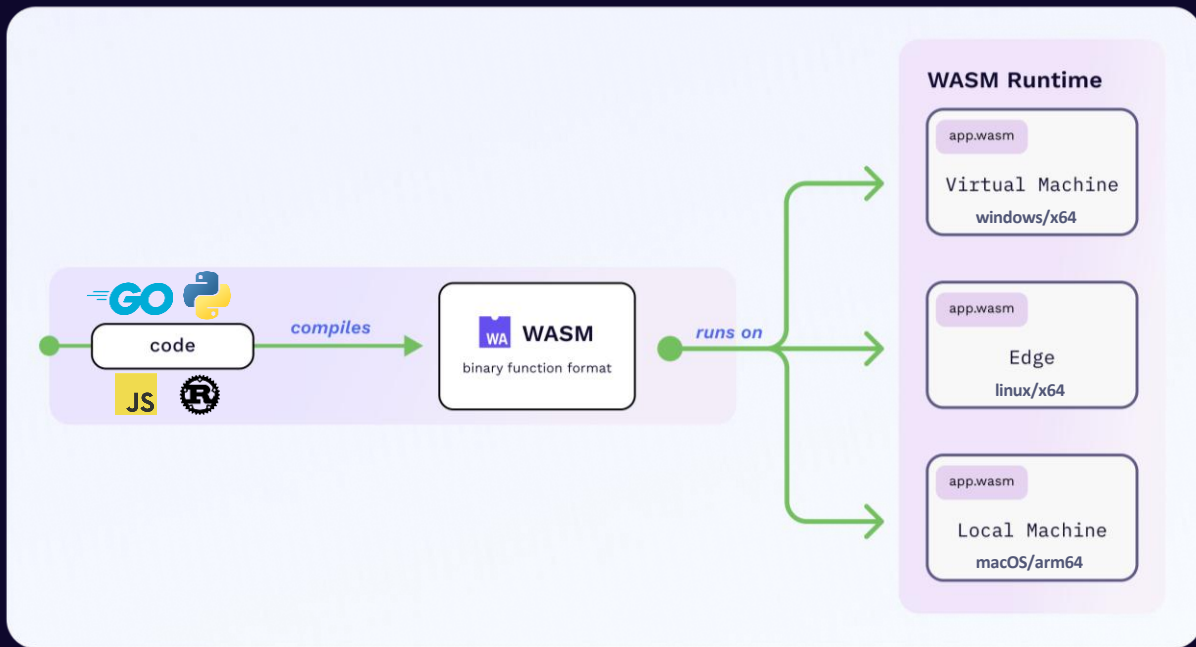 WASM Runtime
app.wasm
Virtual Machine
windows/x64
GO
code
compiles
JS
R
WA
WASM
binary function format
runs on
app.wasm
Edge
linux/x64
app.wasm
Local Machine
macOS/arm64